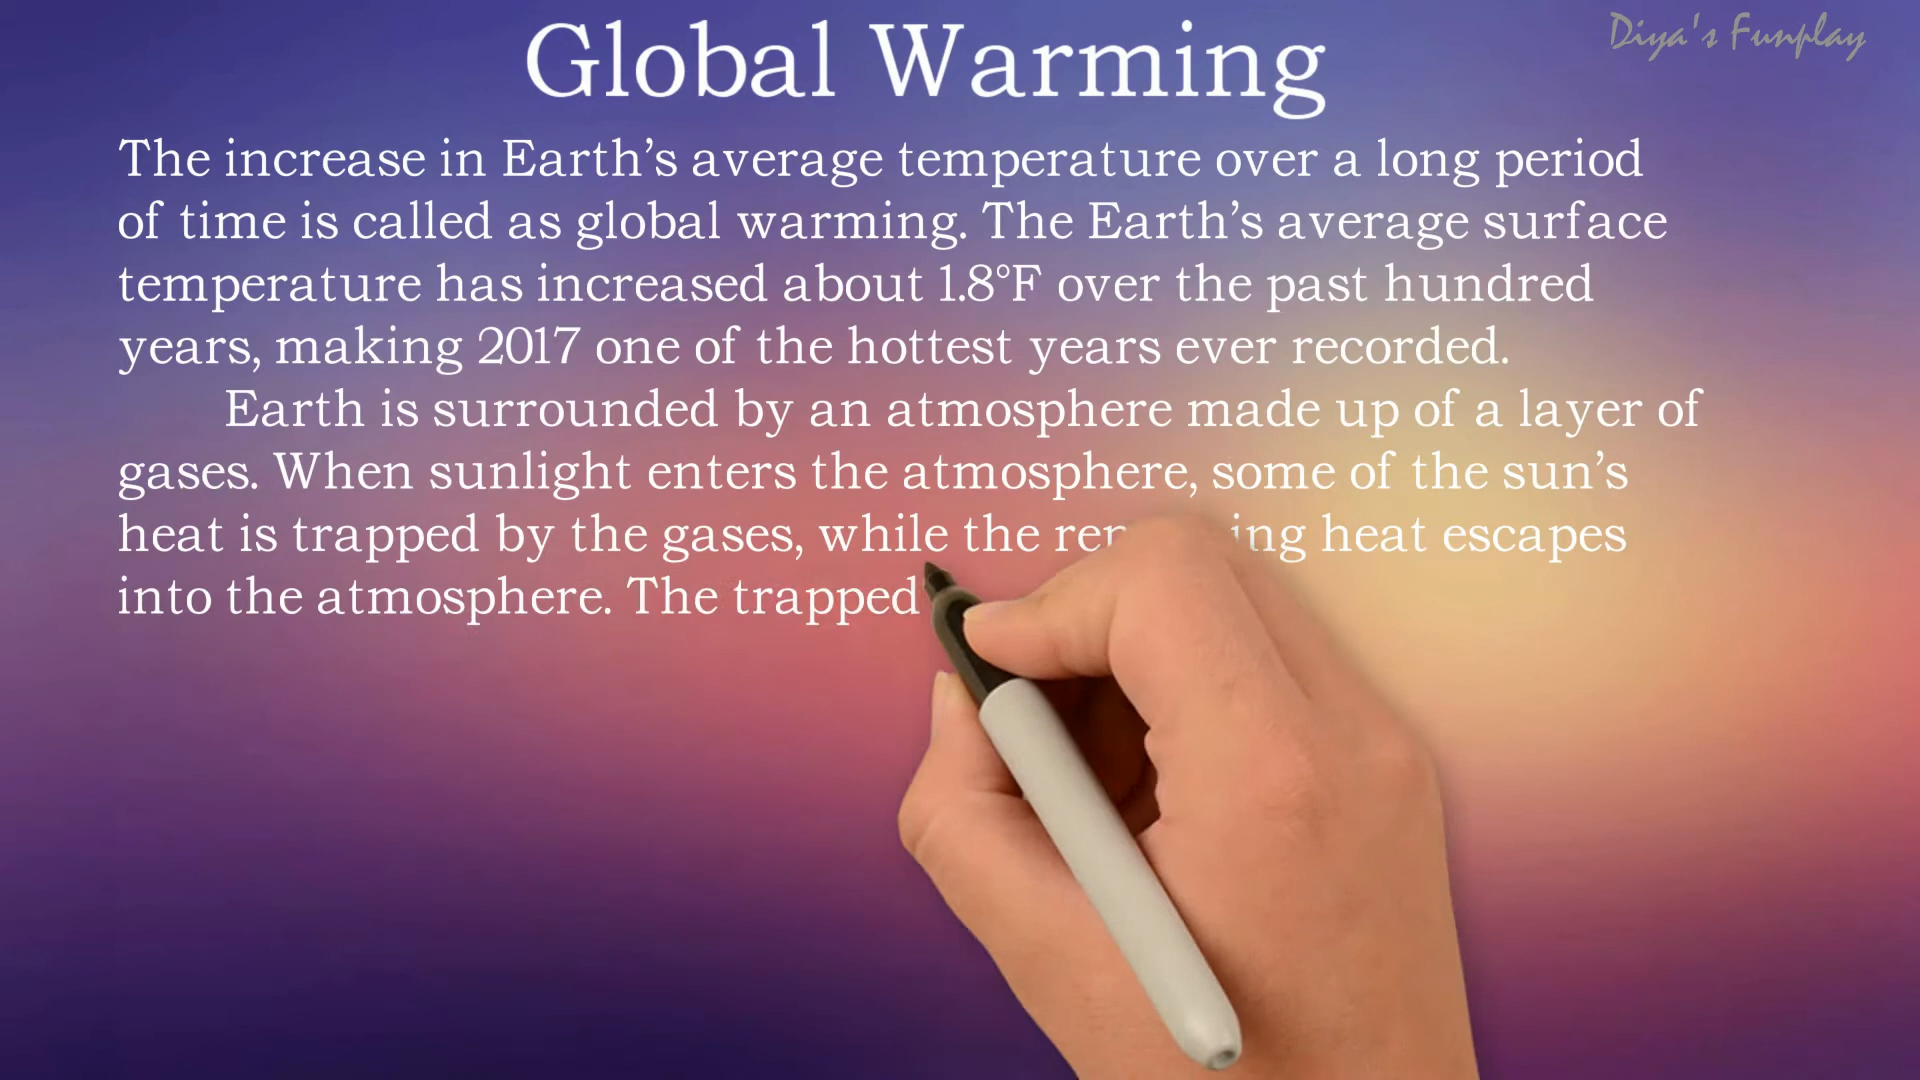 Global Warming
Diya's Funplay
The increase in Earth’s average temperature over a long period
of time is called as global warming. The Earth’s average surface
temperature has increased about 1.8°F over the past hundred
years, making 2017 one of the hottest years ever recorded.
Earth is surrounded by an atmosphere made up of a layer of
gases. When sunlight enters the atmosphere, some of the sun’s
heat is trapped by the gases, while the heat escapes
into the atmosphere. The trapped